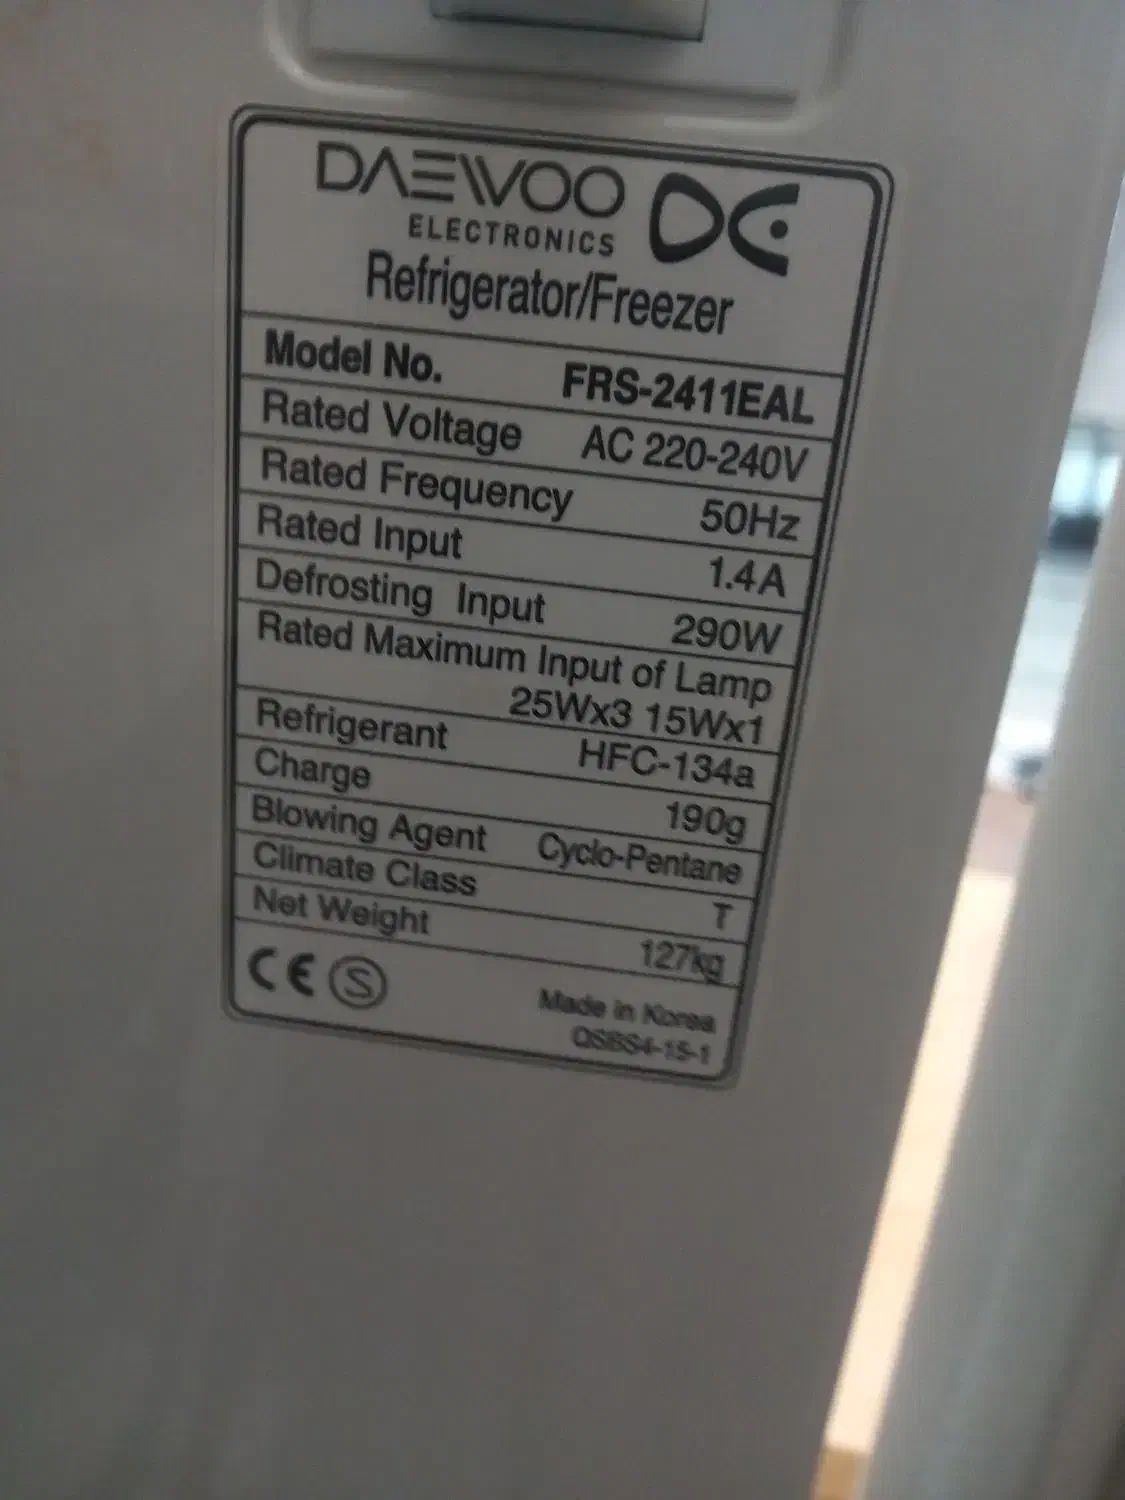 DAEWOO
ELECTRONICS
Refrigerator/Freezer
Model No. FRS-2411EAL
Rated Voltage AC 220-240V
Rated Frequency 50Hz
Rated Input 1.4A
Defrosting Input 290W
Rated Maximum Input of Lamp
25Wx3 15Wx1
Refrigerant HFC-134a
Charge 190g
Blowing Agent Cyclo-Pentane
Climate Class T
Net Weight 127kg
CE S
Made in Korea
QSBS4-15-1